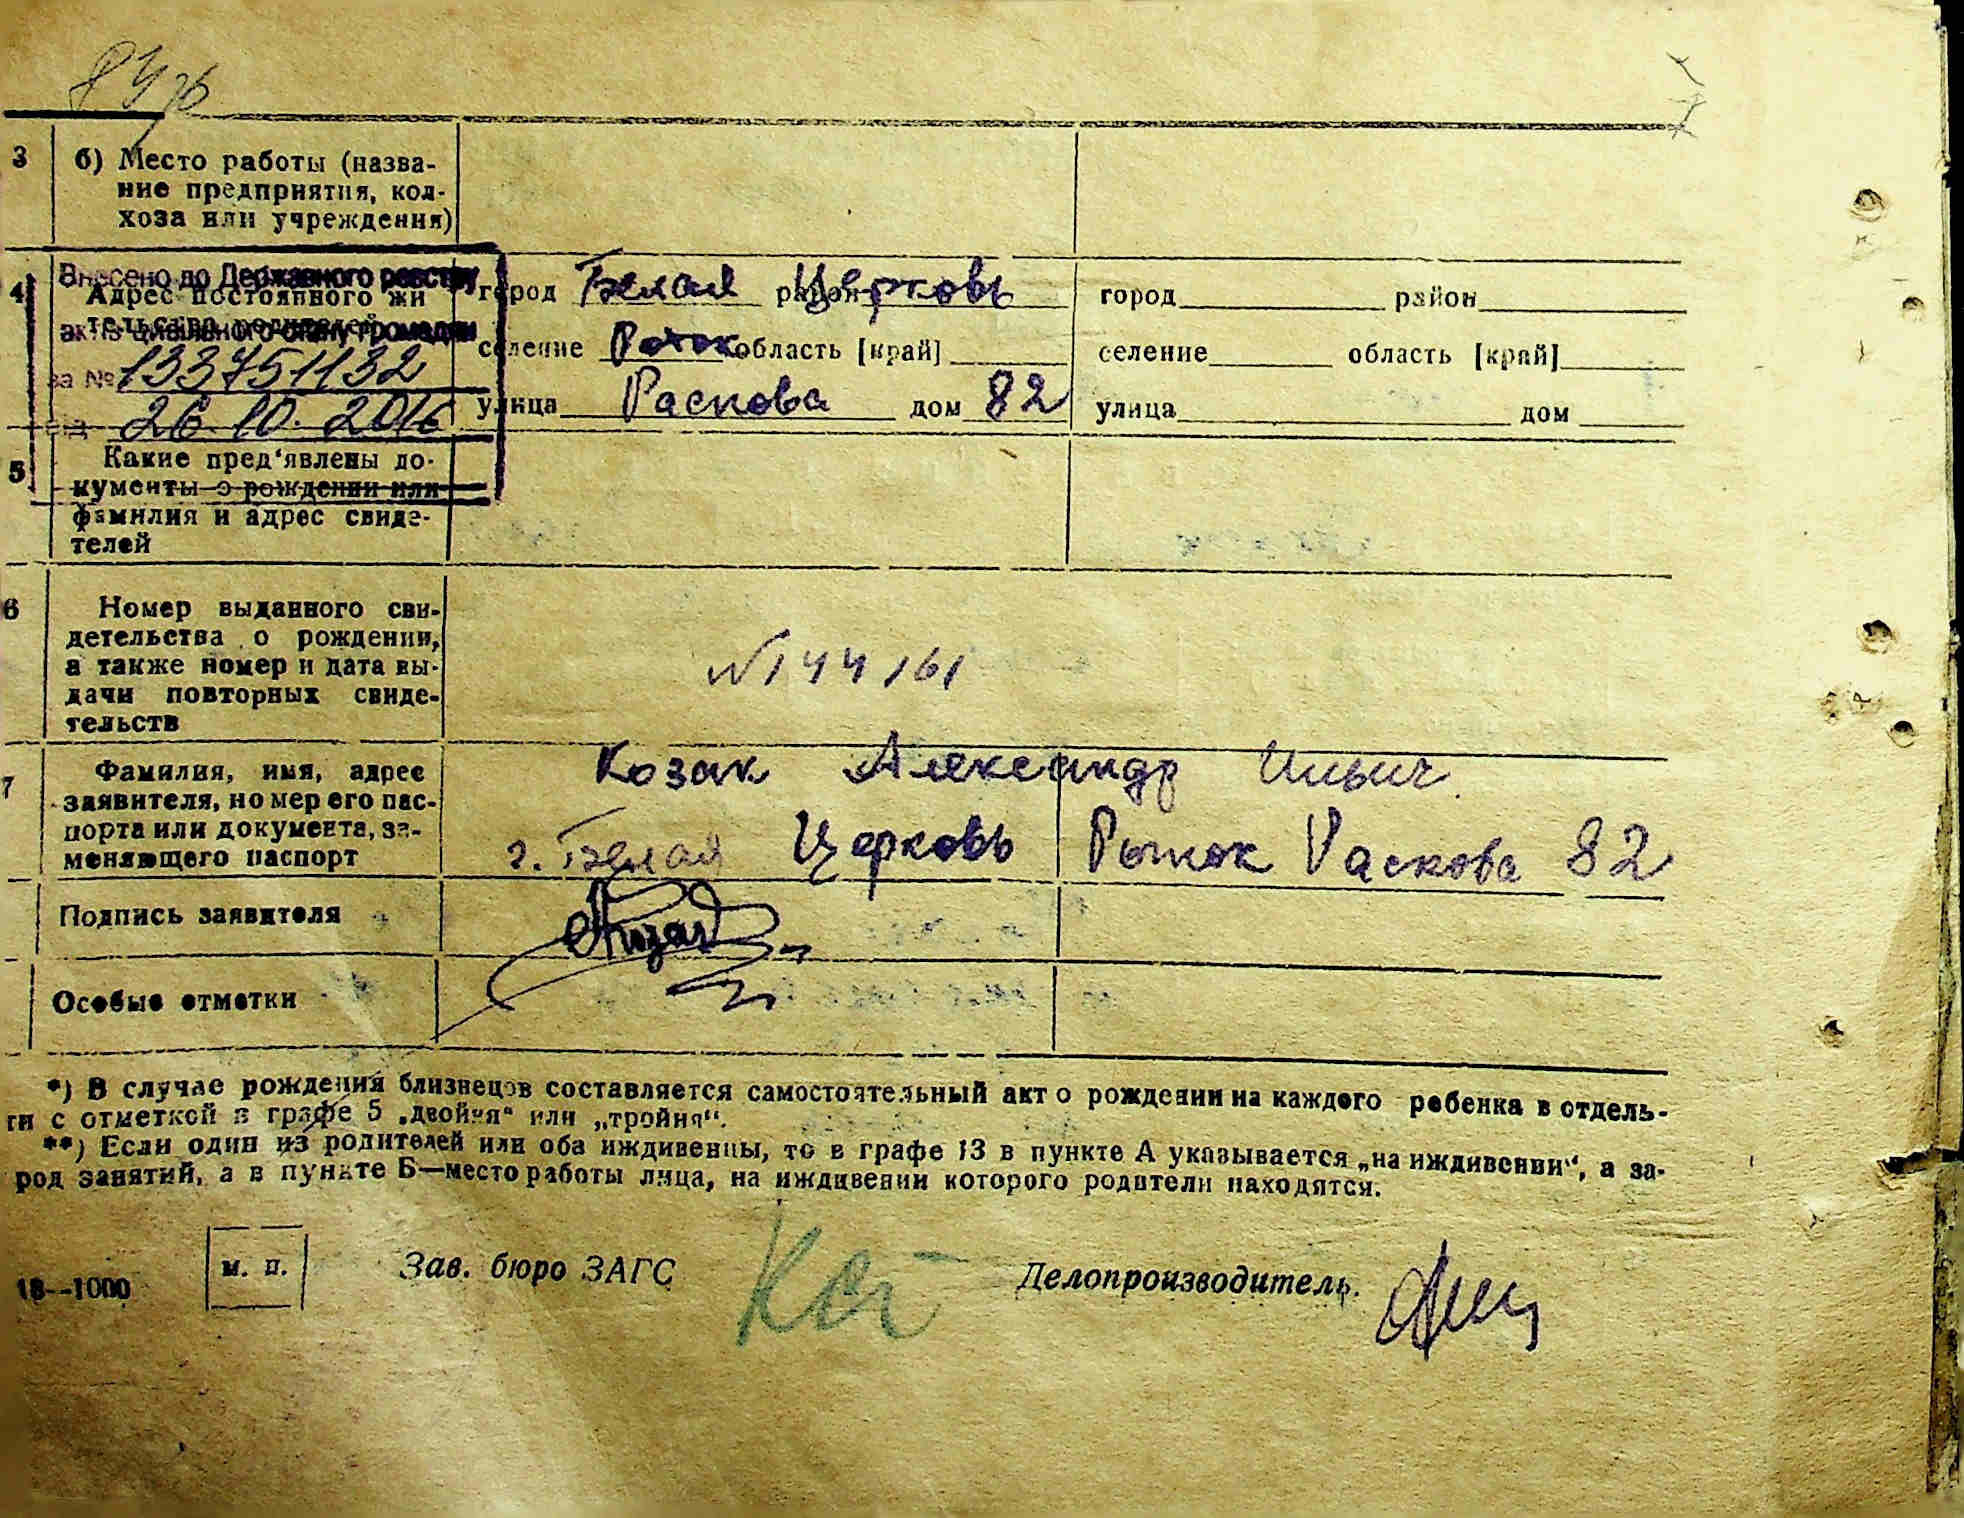 3 б) Место работы (назва-
ние предприятия, кол-
хоза или учреждения)
Внесено до Державного реєстру
4 Адрес постоянного жи
тельства родителей
актів цивільного стану громадян
за № 133751132
від 26.10.2016
город Белая район Церковь
селение Роток область [край]
улица Раскова дом 82
город район
селение область [край]
улица дом
5 Какие пред'явлены до-
кументы о рождении или
фамилия и адрес свиде-
телей
6 Номер выданного сви-
детельства о рождении,
а также номер и дата вы-
дачи повторных свиде-
тельств
№144161
7 Фамилия, имя, адрес
заявителя, номер его пас-
порта или документа, за-
меняющего паспорт
Козак Александр Ильич
г. Белая Церковь Рыток Раскова 82
Подпись заявителя
Особые отметки
*) В случае рождения близнецов составляется самостоятельный акт о рождении на каждого ребенка в отдель-
ти с отметкой в графе 5 „двойня“ или „тройня“.
**) Если один из родителей или оба иждивенцы, то в графе 13 в пункте А указывается „на иждивении“, а за-
род занятий, а в пункте Б—место работы лица, на иждивении которого родители находятся.
18--1000
м. п.
Зав. бюро ЗАГС
Делопроизводитель.